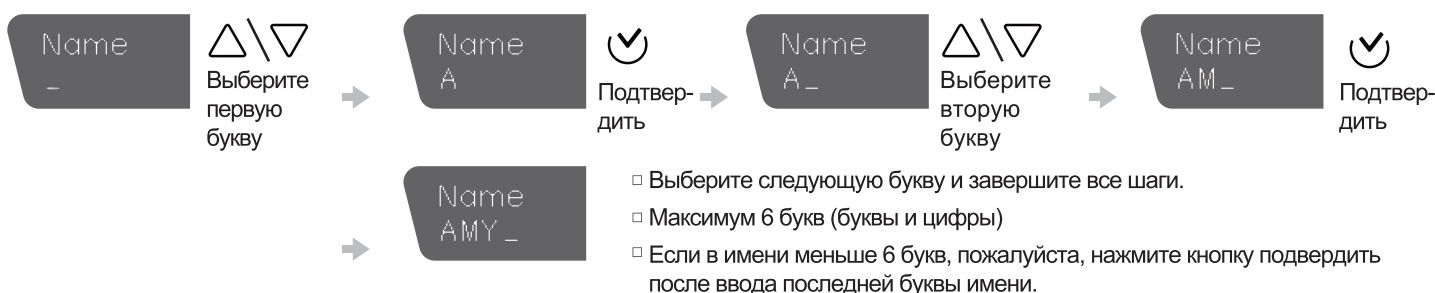 Name
_
Выберите
первую
букву
Name
A
Подтвер-
дить
Name
A_
Выберите
вторую
букву
Name
AM_
Подтвер-
дить
Name
AMY_
□ Выберите следующую букву и завершите все шаги.
□ Максимум 6 букв (буквы и цифры)
□ Если в имени меньше 6 букв, пожалуйста, нажмите кнопку подвердить
после ввода последней буквы имени.